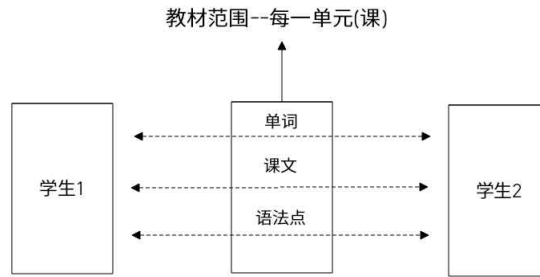 教材范围--每一单元(课)
单词
课文
学生1
学生2
语法点